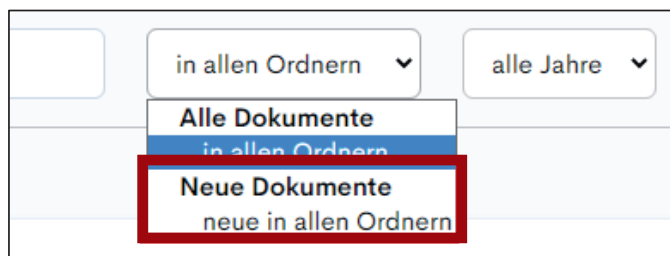 in allen Ordnern alle Jahre
Alle Dokumente
in allen Ordnern
Neue Dokumente
neue in allen Ordnern